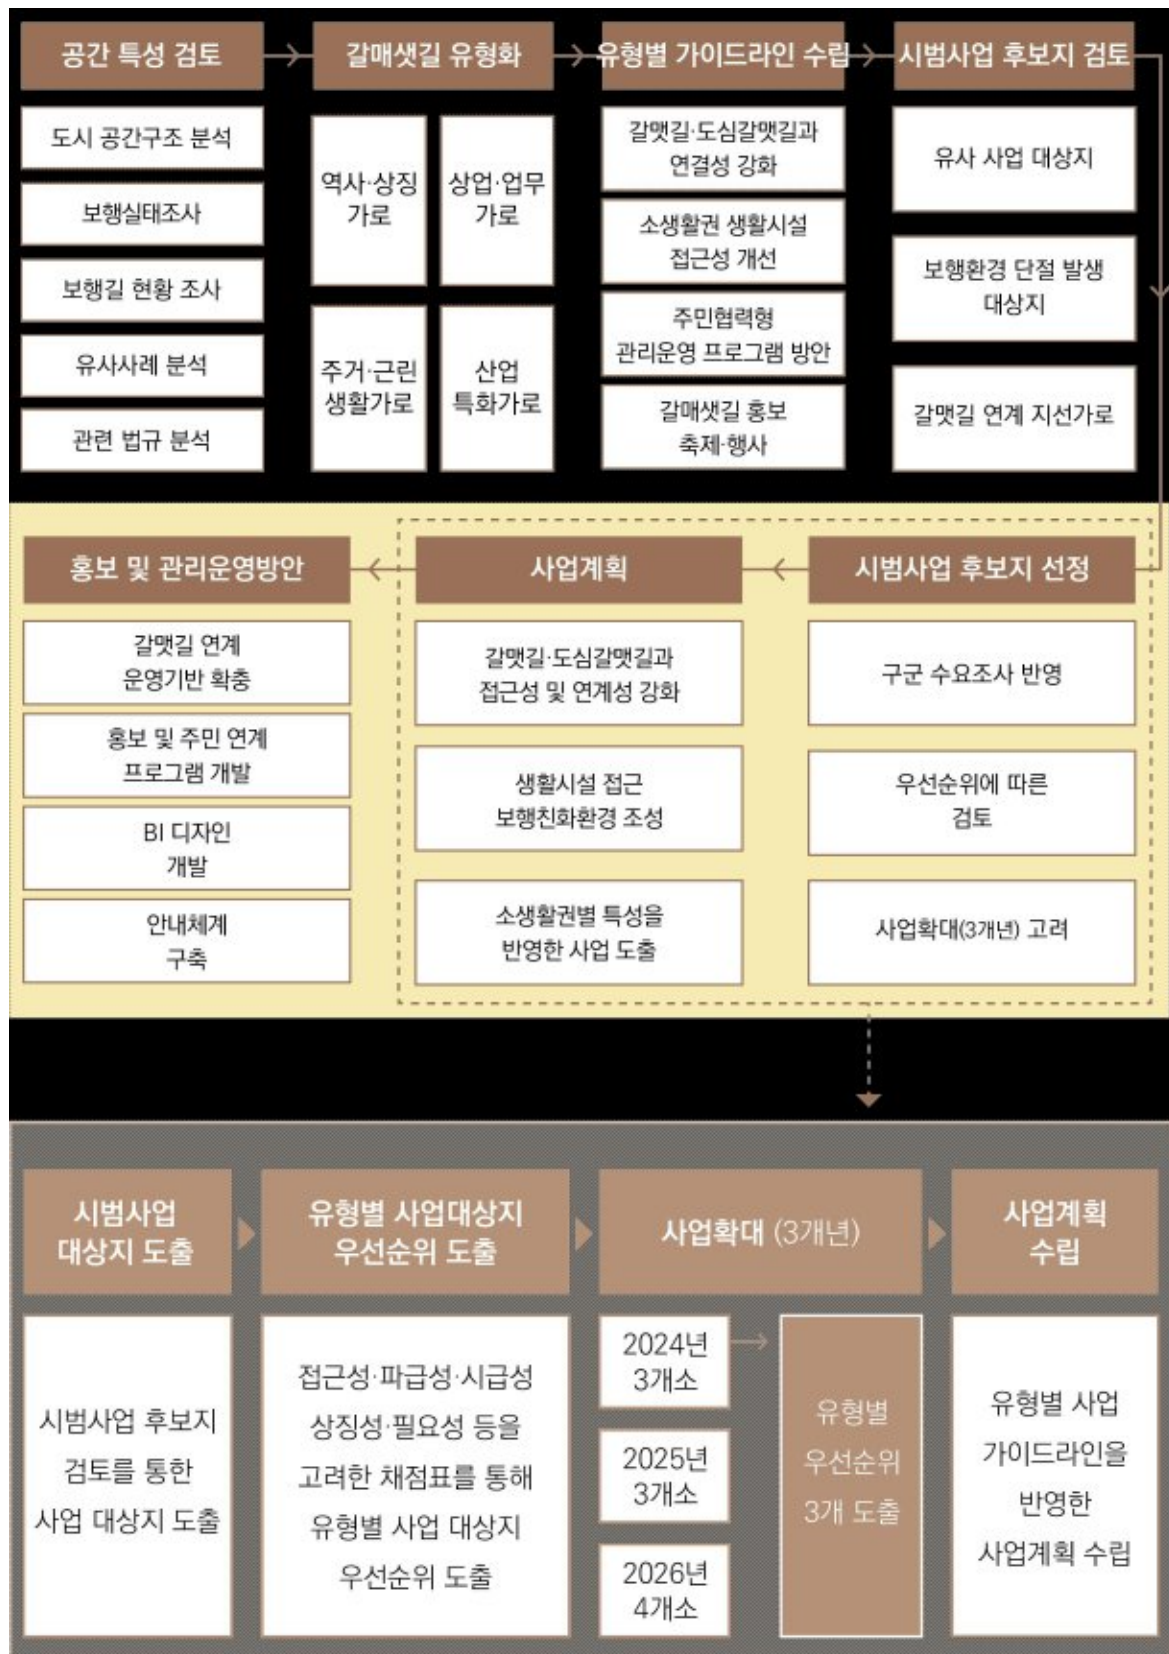 공간 특성 검토
도시 공간구조 분석
보행실태조사
보행길 현황 조사
유사사례 분석
관련 법규 분석
갈매샛길 유형화
역사·상징
가로
상업·업무
가로
주거·근린
생활가로
산업
특화가로
유형별 가이드라인 수립
갈맷길·도심갈맷길과
연결성 강화
소생활권 생활시설
접근성 개선
주민협력형
관리운영 프로그램 방안
갈매샛길 홍보
축제·행사
시범사업 후보지 검토
유사 사업 대상지
보행환경 단절 발생
대상지
갈맷길 연계 지선가로
시범사업 후보지 선정
구군 수요조사 반영
우선순위에 따른
검토
사업확대(3개년) 고려
사업계획
갈맷길·도심갈맷길과
접근성 및 연계성 강화
생활시설 접근
보행친화환경 조성
소생활권별 특성을
반영한 사업 도출
홍보 및 관리운영방안
갈맷길 연계
운영기반 확충
홍보 및 주민 연계
프로그램 개발
BI 디자인
개발
안내체계
구축
시범사업
대상지 도출
시범사업 후보지
검토를 통한
사업 대상지 도출
유형별 사업대상지
우선순위 도출
접근성·파급성·시급성
상징성·필요성 등을
고려한 채점표를 통해
유형별 사업 대상지
우선순위 도출
사업확대 (3개년)
2024년
3개소
2025년
3개소
2026년
4개소
유형별
우선순위
3개 도출
사업계획
수립
유형별 사업
가이드라인을
반영한
사업계획 수립